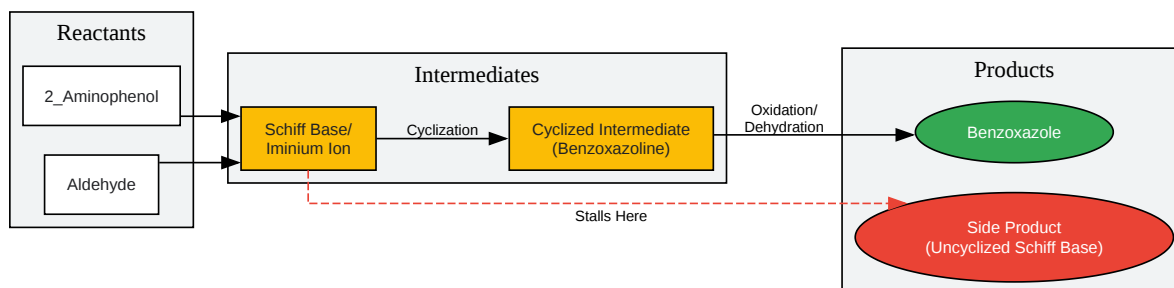 Reactants
2_Aminophenol
Aldehyde
Intermediates
Schiff Base/
Iminium Ion
Cyclization
Cyclized Intermediate
(Benzoxazoline)
Oxidation/
Dehydration
Stalls Here
Products
Benzoxazole
Side Product
(Uncyclized Schiff Base)